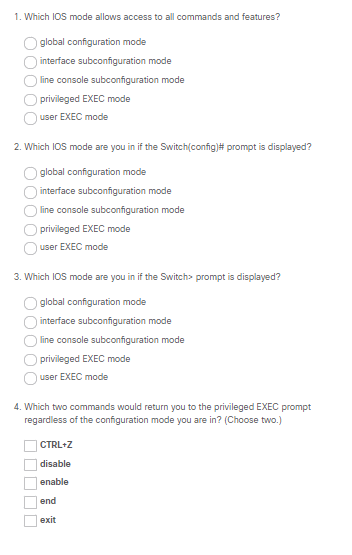 1. Which IOS mode allows access to all commands and features?
global configuration mode
interface subconfiguration mode
line console subconfiguration mode
privileged EXEC mode
user EXEC mode
2. Which IOS mode are you in if the Switch(config)# prompt is displayed?
global configuration mode
interface subconfiguration mode
line console subconfiguration mode
privileged EXEC mode
user EXEC mode
3. Which IOS mode are you in if the Switch> prompt is displayed?
global configuration mode
interface subconfiguration mode
line console subconfiguration mode
privileged EXEC mode
user EXEC mode
4. Which two commands would return you to the privileged EXEC prompt
regardless of the configuration mode you are in? (Choose two.)
CTRL+Z
disable
enable
end
exit